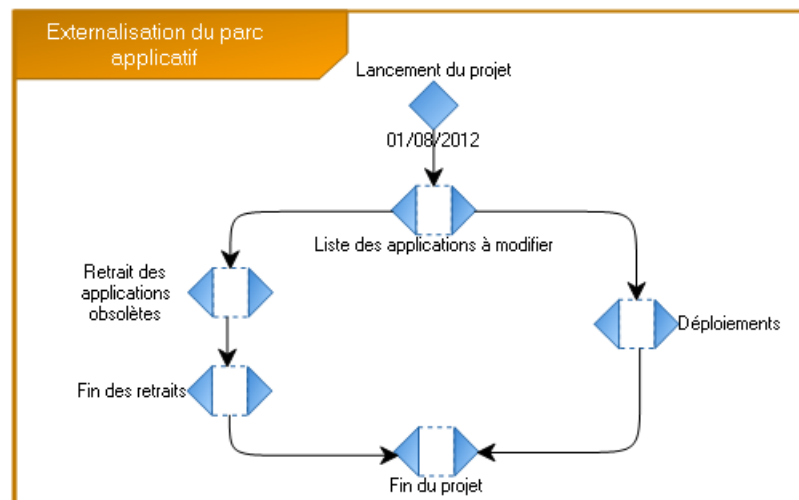 Externalisation du parc
applicatif
Lancement du projet
01/08/2012
Liste des applications à modifier
Retrait des
applications
obsolètes
Déploiements
Fin des retraits
Fin du projet